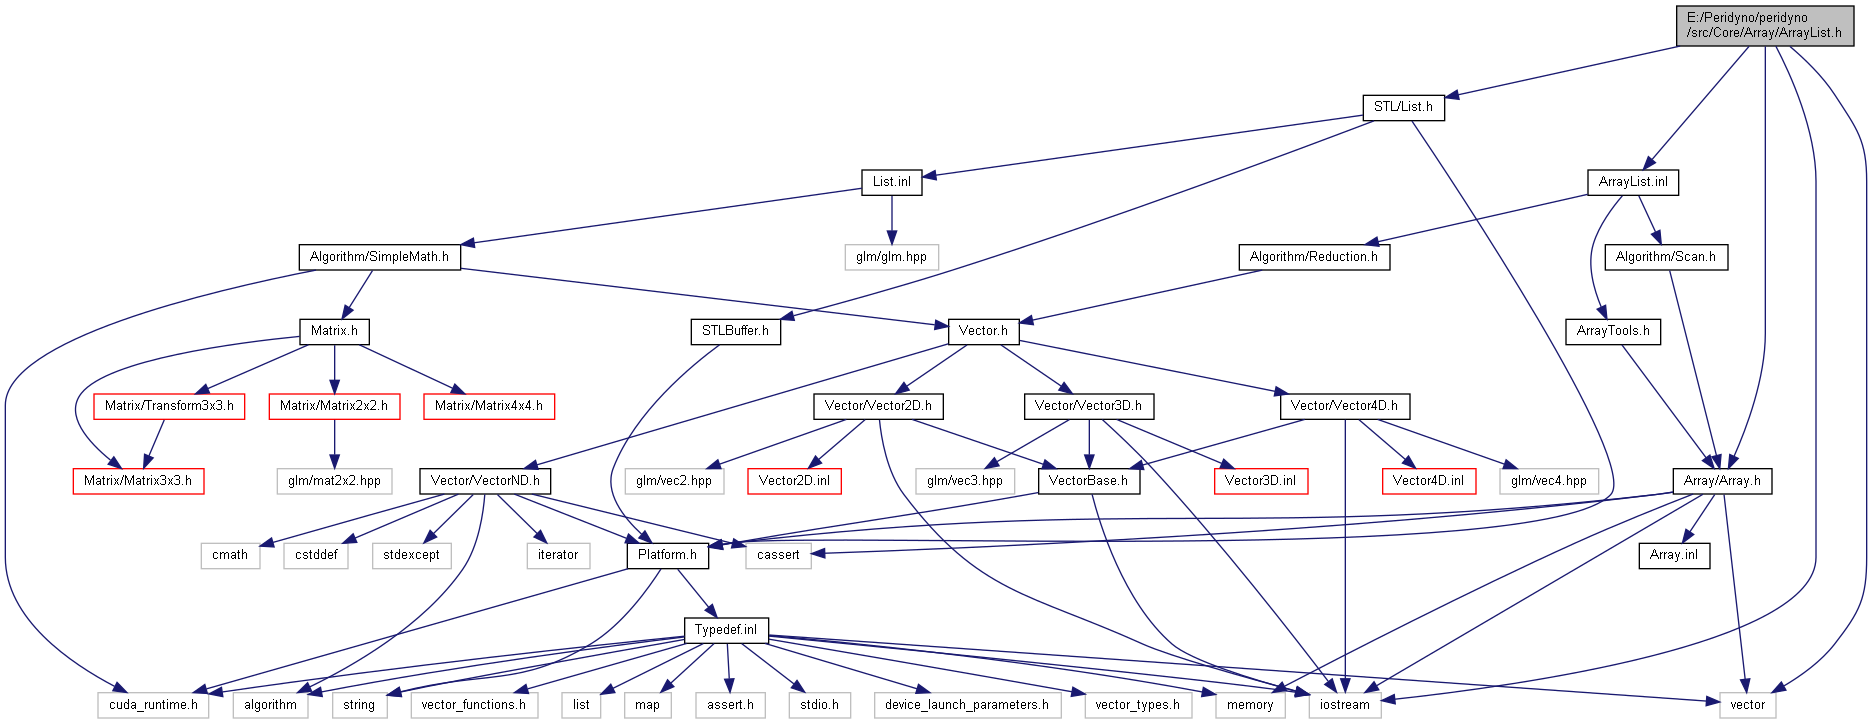 E:/Peridyno/peridyno
/src/Core/Array/ArrayList.h
STL/List.h
List.inl
ArrayList.inl
Algorithm/SimpleMath.h
glm/glm.hpp
Algorithm/Reduction.h
Algorithm/Scan.h
Matrix.h
STLBuffer.h
Vector.h
ArrayTools.h
Matrix/Transform3x3.h
Matrix/Matrix2x2.h
Matrix/Matrix4x4.h
Vector/Vector2D.h
Vector/Vector3D.h
Vector/Vector4D.h
Matrix/Matrix3x3.h
glm/mat2x2.hpp
Vector/VectorND.h
glm/vec2.hpp
Vector2D.inl
glm/vec3.hpp
VectorBase.h
Vector3D.inl
Vector4D.inl
glm/vec4.hpp
Array/Array.h
cmath
cstddef
stdexcept
iterator
Platform.h
cassert
Array.inl
Typedef.inl
cuda_runtime.h
algorithm
string
vector_functions.h
list
map
assert.h
stdio.h
device_launch_parameters.h
vector_types.h
memory
iostream
vector